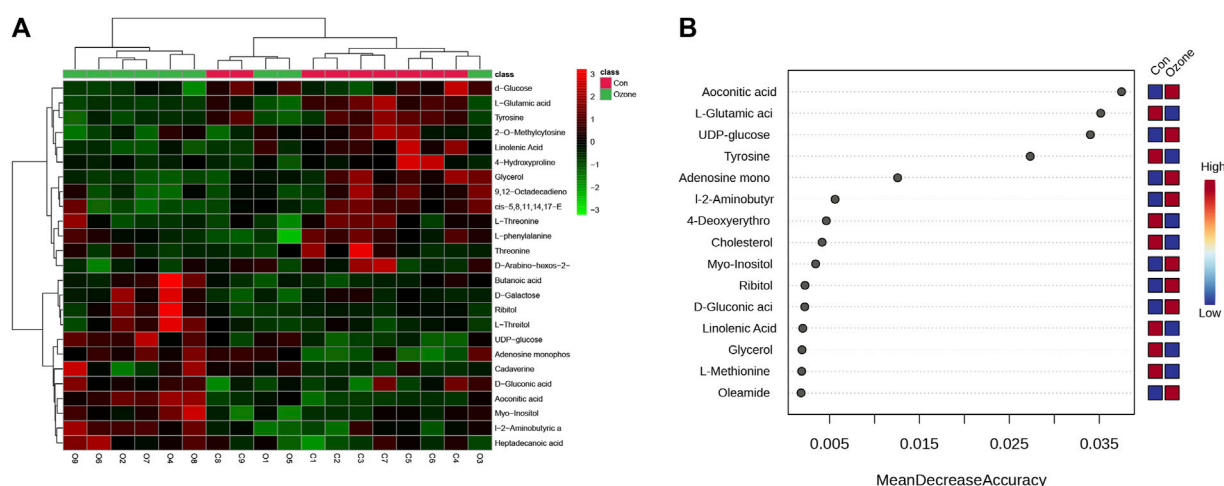 A
class
d-Glucose
L-Glutamic acid
Tyrosine
2-O-Methylcytosine
Linolenic Acid
4-Hydroxyproline
Glycerol
9,12-Octadecadieno
cis-5,8,11,14,17-E
L-Threonine
L-phenylalanine
Threonine
D-Arabino-hexos-2-
Butanoic acid
D-Galactose
Ribitol
L-Threitol
UDP-glucose
Adenosine monophos
Cadaverine
D-Gluconic acid
Aoconitic acid
Myo-Inositol
l-2-Aminobutyric a
Heptadecanoic acid
O9 O6 O2 O7 O4 O8 C8 C9 O1 O5 C1 C2 C3 C7 C5 C6 C4 O3
3
2
1
0
−1
−2
−3
class
Con
Ozone
B
Con Ozone
Aoconitic acid
L-Glutamic aci
UDP-glucose
Tyrosine
Adenosine mono
l-2-Aminobutyr
4-Deoxyerythro
Cholesterol
Myo-Inositol
Ribitol
D-Gluconic aci
Linolenic Acid
Glycerol
L-Methionine
Oleamide
0.005 0.015 0.025 0.035
MeanDecreaseAccuracy
High
Low